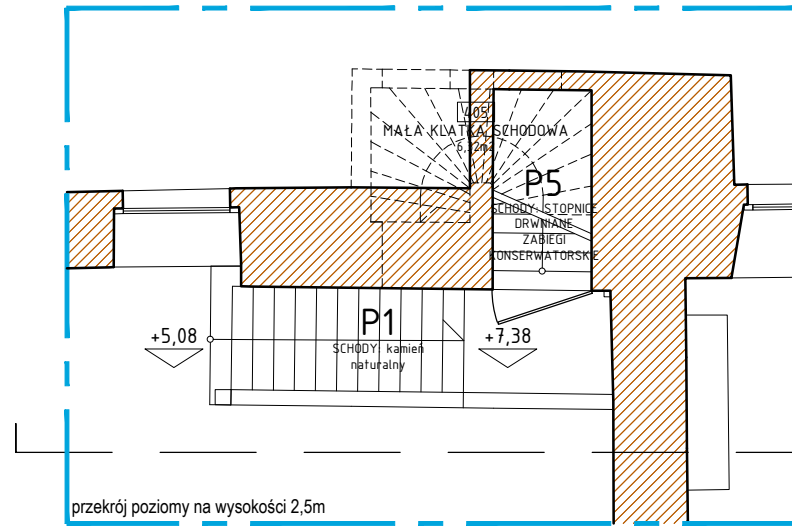 405
MAŁA KLATKA SCHODOWA
P5
SCHODY: STOPNICE
DRWNIANE
ZABIEGI
KONSERWATORSKIE
P1
+5,08
+7,38
SCHODY: kamień
naturalny
przekrój poziomy na wysokości 2,5m